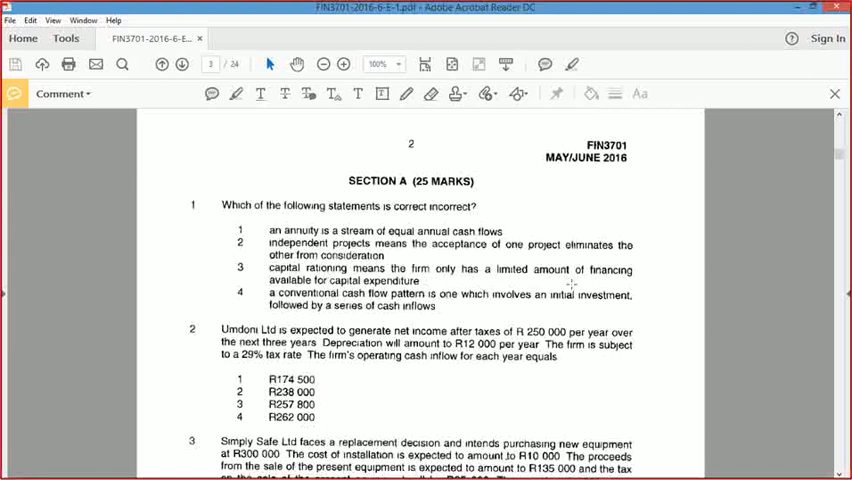 FIN3701-2016-6-E-1.pdf - Adobe Acrobat Reader DC
File Edit View Window Help
Home Tools FIN3701-2016-6-E... × Sign In
3 / 24 100%
Comment
2
FIN3701
MAY/JUNE 2016
SECTION A (25 MARKS)
1 Which of the following statements is correct incorrect?
1 an annuity is a stream of equal annual cash flows
2 independent projects means the acceptance of one project eliminates the
other from consideration
3 capital rationing means the firm only has a limited amount of financing
available for capital expenditure
4 a conventional cash flow pattern is one which involves an initial investment,
followed by a series of cash inflows
2 Umdoni Ltd is expected to generate net income after taxes of R 250 000 per year over
the next three years Depreciation will amount to R12 000 per year The firm is subject
to a 29% tax rate The firm's operating cash inflow for each year equals
1 R174 500
2 R238 000
3 R257 800
4 R262 000
3 Simply Safe Ltd faces a replacement decision and intends purchasing new equipment
at R300 000 The cost of installation is expected to amount to R10 000 The proceeds
from the sale of the present equipment is expected to amount to R135 000 and the tax